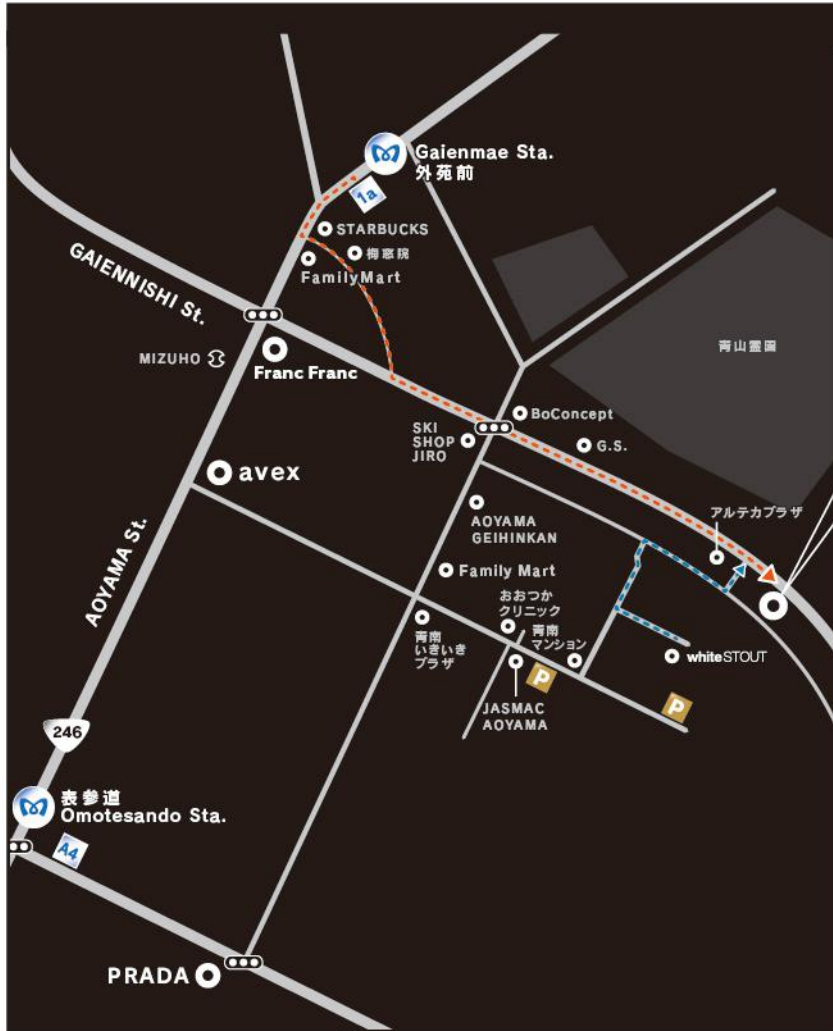 Gaienmae Sta.
外苑前
1a
STARBUCKS
梅窓院
FamilyMart
GAIENNISHI St.
MIZUHO
Franc Franc
青山霊園
BoConcept
SKI
SHOP
JIRO
G.S.
avex
AOYAMA
GEIHINKAN
アルテカプラザ
AOYAMA St.
Family Mart
おおつか
クリニック
青南
いきいき
プラザ
青南
マンション
whiteSTOUT
P
P
JASMAC
AOYAMA
246
表参道
Omotesando Sta.
A4
PRADA